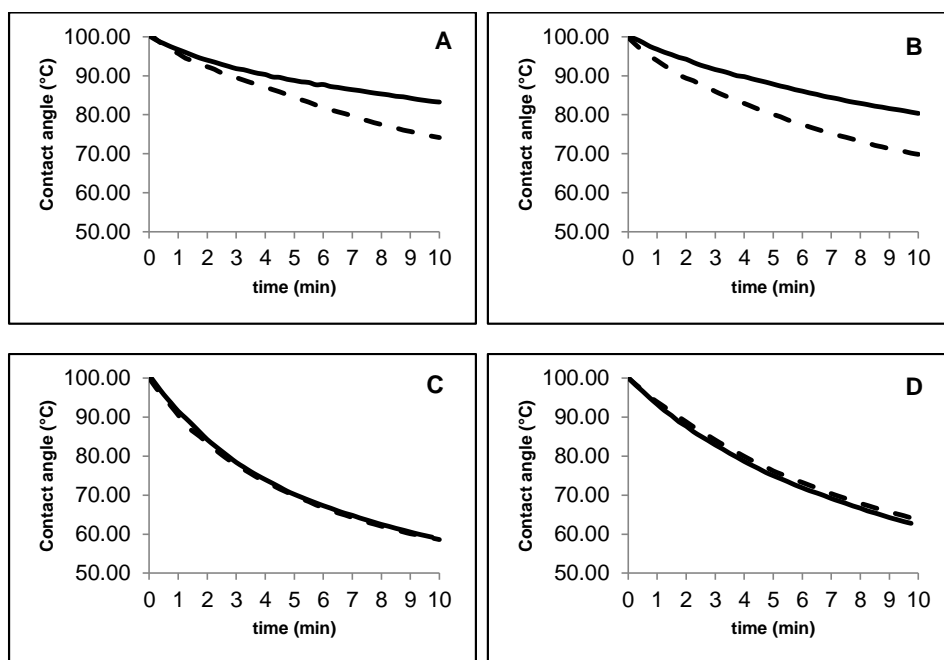 A
Contact angle (°C)
100.00
90.00
80.00
70.00
60.00
50.00
0 1 2 3 4 5 6 7 8 9 10
time (min)
B
Contact anlge (°C)
100.00
90.00
80.00
70.00
60.00
50.00
0 1 2 3 4 5 6 7 8 9 10
time (min)
C
Contact angle (°C)
100.00
90.00
80.00
70.00
60.00
50.00
0 1 2 3 4 5 6 7 8 9 10
time (min)
D
Contact angle (°C)
100.00
90.00
80.00
70.00
60.00
50.00
0 1 2 3 4 5 6 7 8 9 10
time (min)